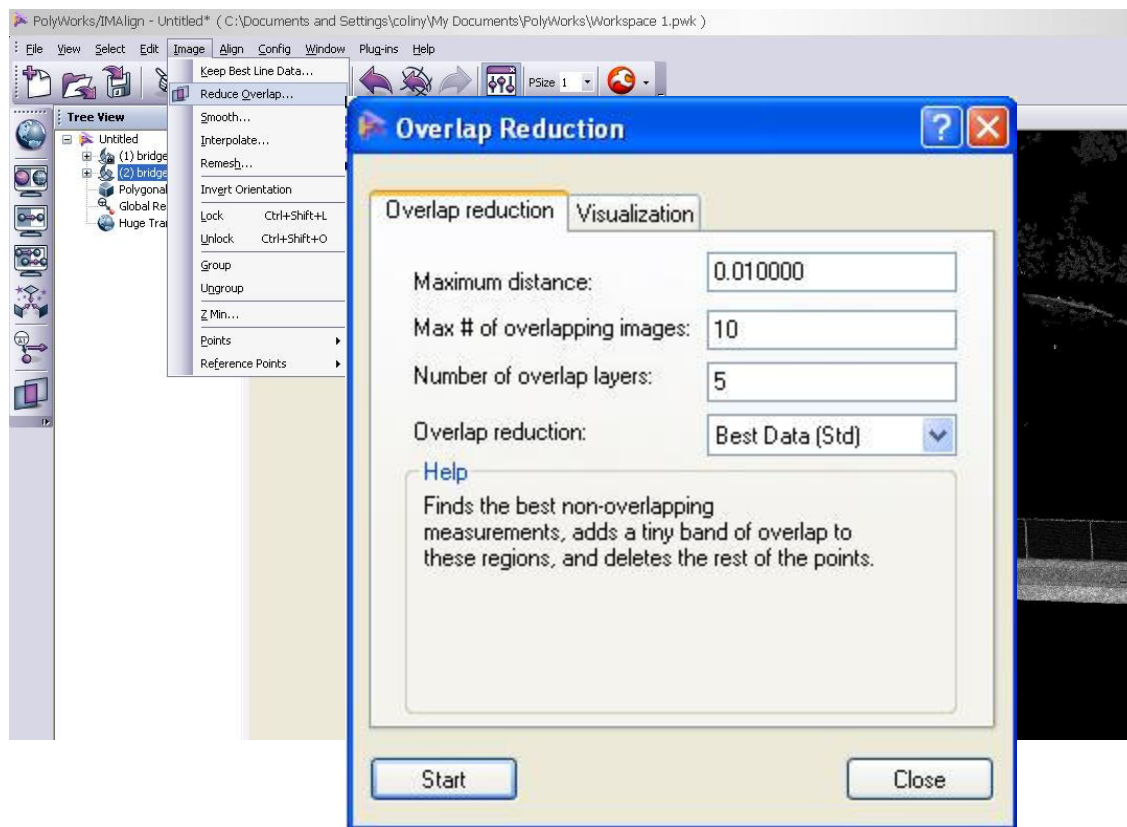 PolyWorks/IMAlign - Untitled* ( C:\Documents and Settings\coliny\My Documents\PolyWorks\Workspace 1.pwk )
File View Select Edit Image Align Config Window Plug-ins Help
PSize 1
Keep Best Line Data...
Reduce Overlap...
Smooth...
Interpolate...
Remesh...
Invert Orientation
Lock Ctrl+Shift+L
Unlock Ctrl+Shift+O
Group
Ungroup
Z Min...
Points
Reference Points
Tree View
Untitled
(1) bridge
(2) bridge
Polygonal
Global Re
Huge Tra
Overlap Reduction
Overlap reduction Visualization
Maximum distance: 0.010000
Max # of overlapping images: 10
Number of overlap layers: 5
Overlap reduction: Best Data (Std)
Help
Finds the best non-overlapping
measurements, adds a tiny band of overlap to
these regions, and deletes the rest of the points.
Start Close